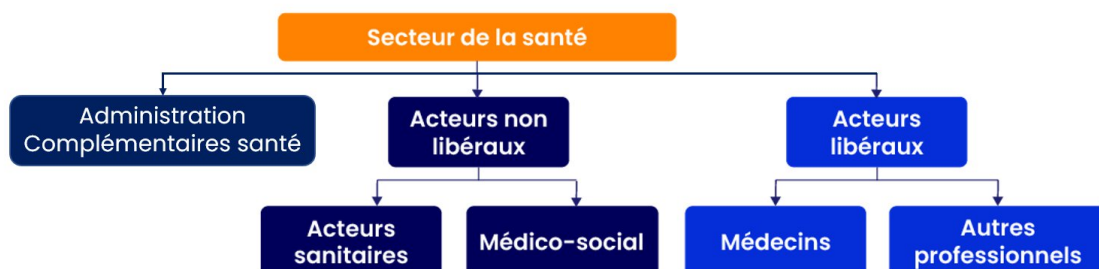 Secteur de la santé
Administration
Complémentaires santé
Acteurs non
libéraux
Acteurs
libéraux
Acteurs
sanitaires
Médico-social
Médecins
Autres
professionnels